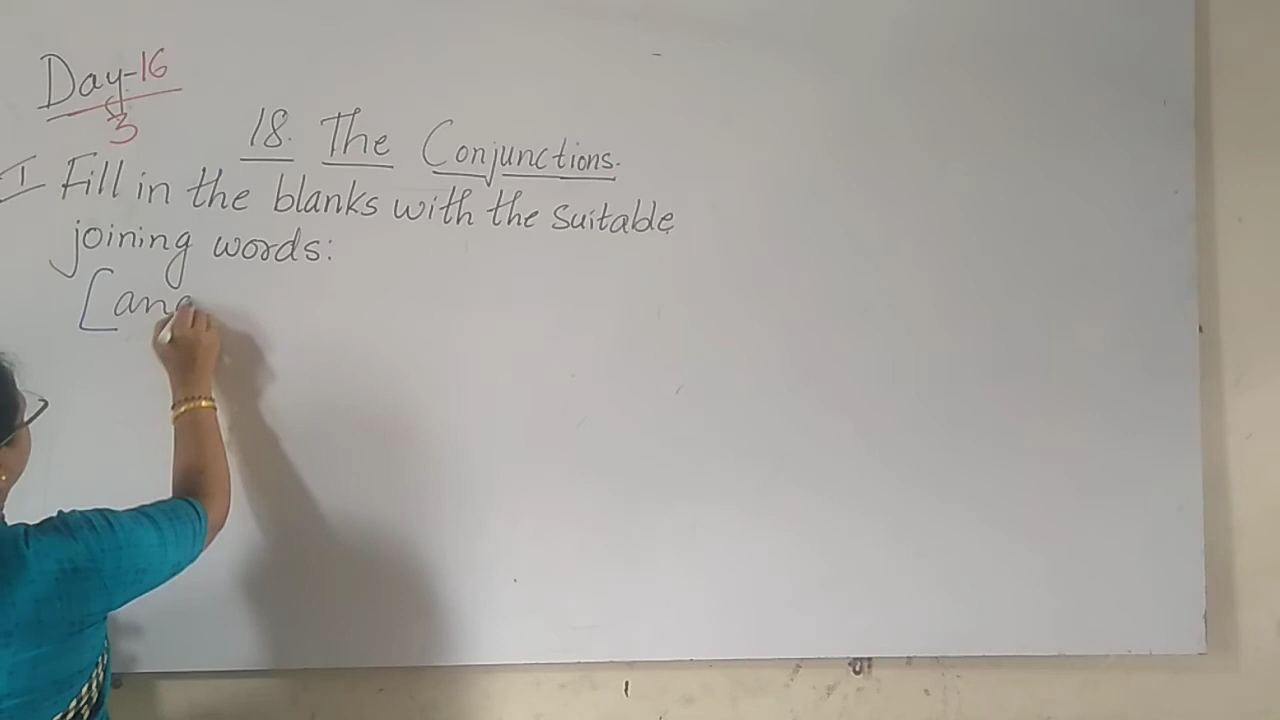 Day-16
3
18. The Conjunctions.
I Fill in the blanks with the suitable
joining words:
[an